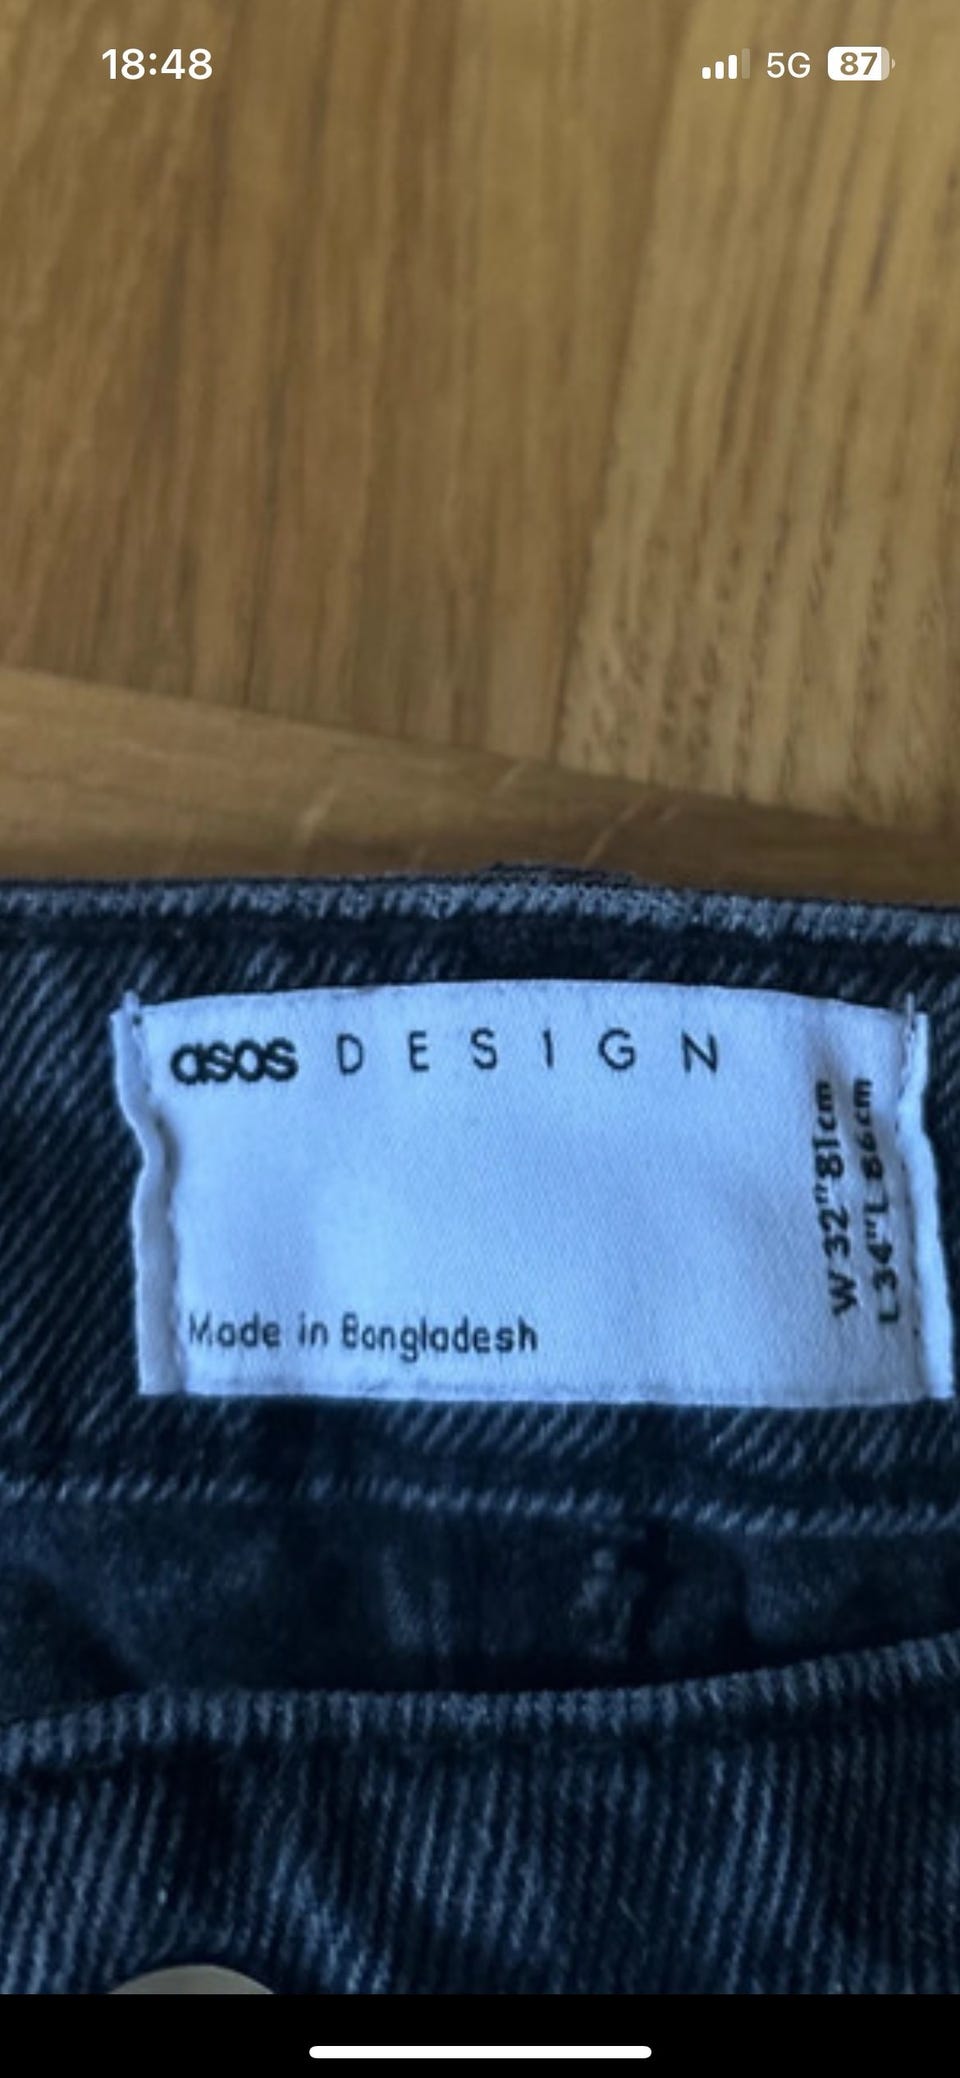 18:48
5G 87
asos DESIGN
W 32" 81cm
L 34" L 86cm
Made in Bangladesh